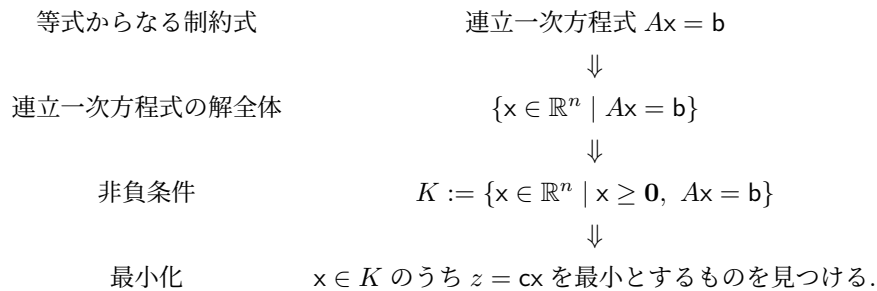 等式からなる制約式 連立一次方程式 Ax = b
⇓
連立一次方程式の解全体 {x ∈ ℝⁿ | Ax = b}
⇓
非負条件 K := {x ∈ ℝⁿ | x ≥ 0, Ax = b}
⇓
最小化 x ∈ K のうち z = cx を最小とするものを見つける.